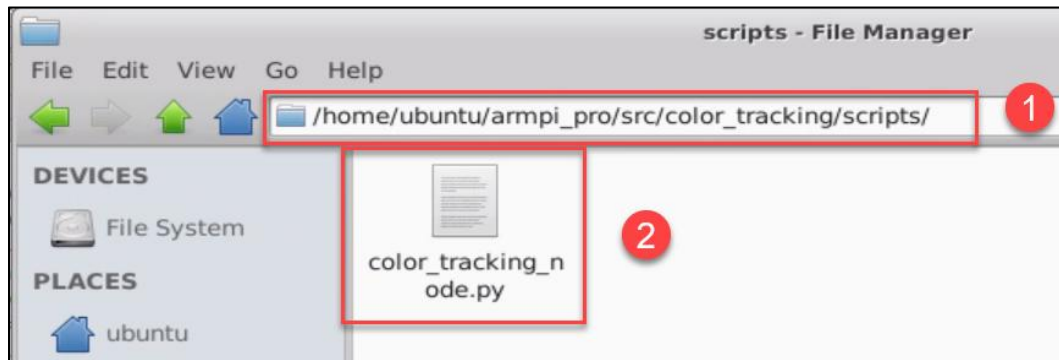 scripts - File Manager
File Edit View Go Help
/home/ubuntu/armpi_pro/src/color_tracking/scripts/
1
DEVICES
File System
PLACES
ubuntu
color_tracking_n
ode.py
2